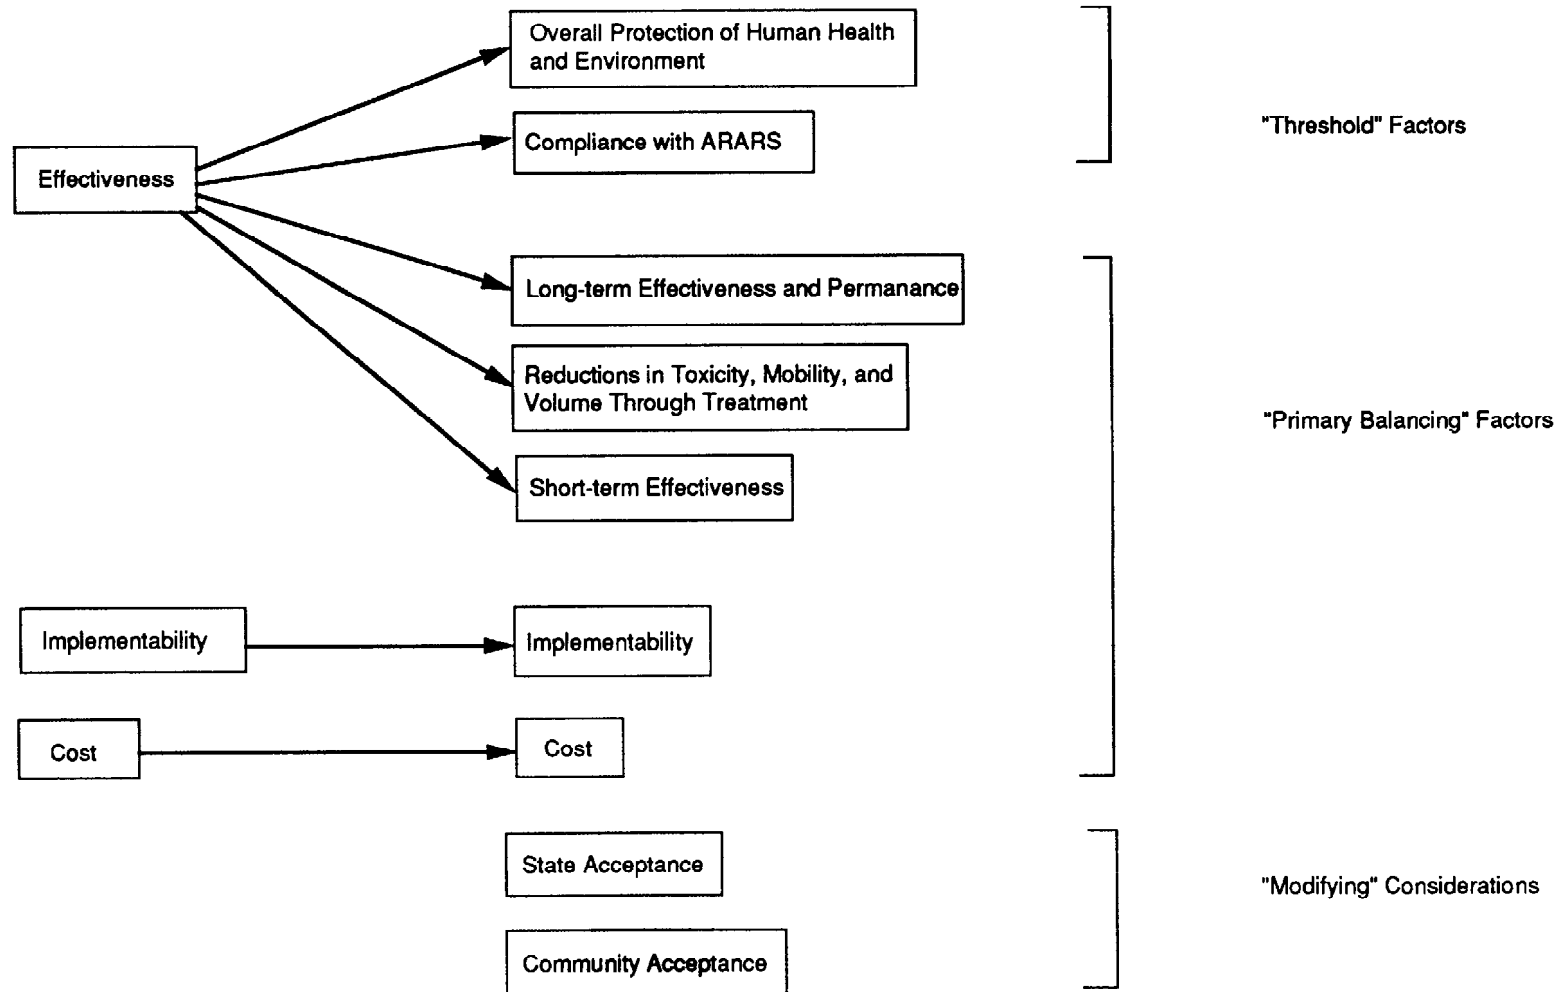 Overall Protection of Human Health
and Environment
"Threshold" Factors
Compliance with ARARS
Effectiveness
Long-term Effectiveness and Permanance
Reductions in Toxicity, Mobility, and
Volume Through Treatment
"Primary Balancing" Factors
Short-term Effectiveness
Implementability
Implementability
Cost
Cost
State Acceptance
"Modifying" Considerations
Community Acceptance